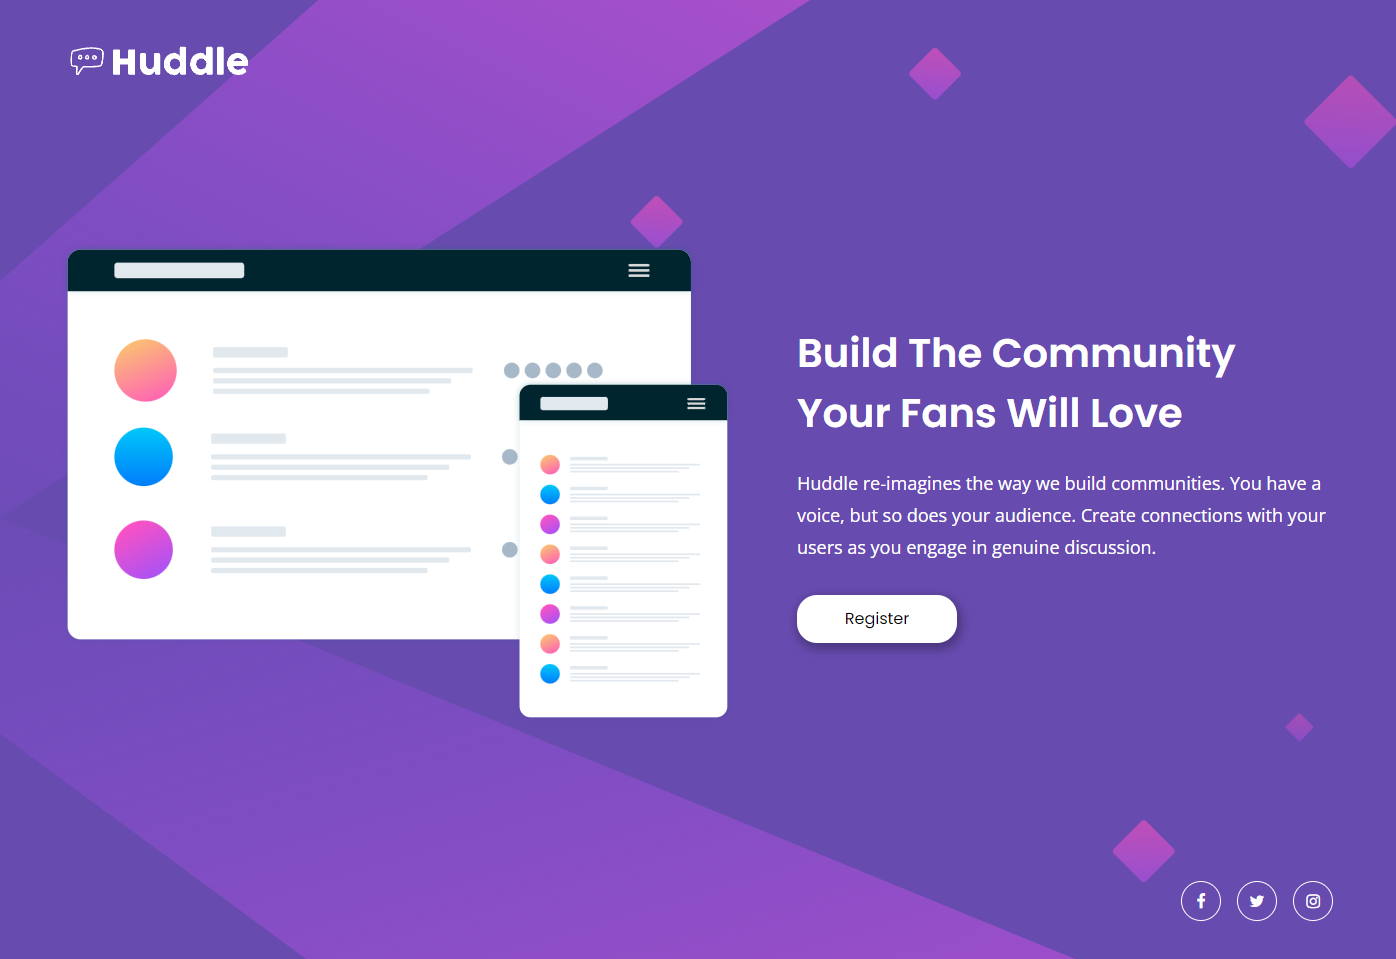 Huddle
Build The Community
Your Fans Will Love
Huddle re-imagines the way we build communities. You have a
voice, but so does your audience. Create connections with your
users as you engage in genuine discussion.
Register